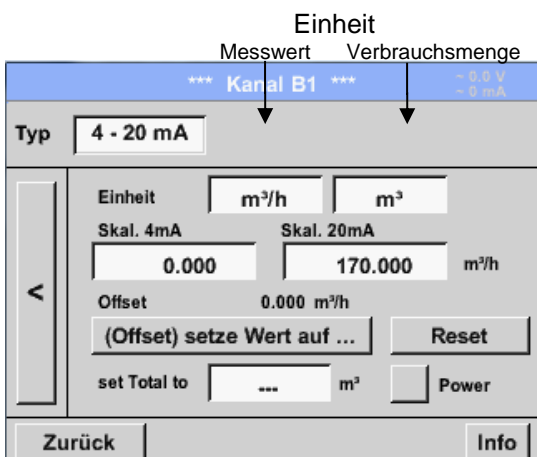 Einheit
Messwert Verbrauchsmenge
*** Kanal B1 *** ~ 0.0 V
~ 0 mA
Typ 4 - 20 mA
Einheit m³/h m³
Skal. 4mA Skal. 20mA
0.000 170.000 m³/h
<
Offset 0.000 m³/h
(Offset) setze Wert auf ... Reset
set Total to --- m³ Power
Zurück Info